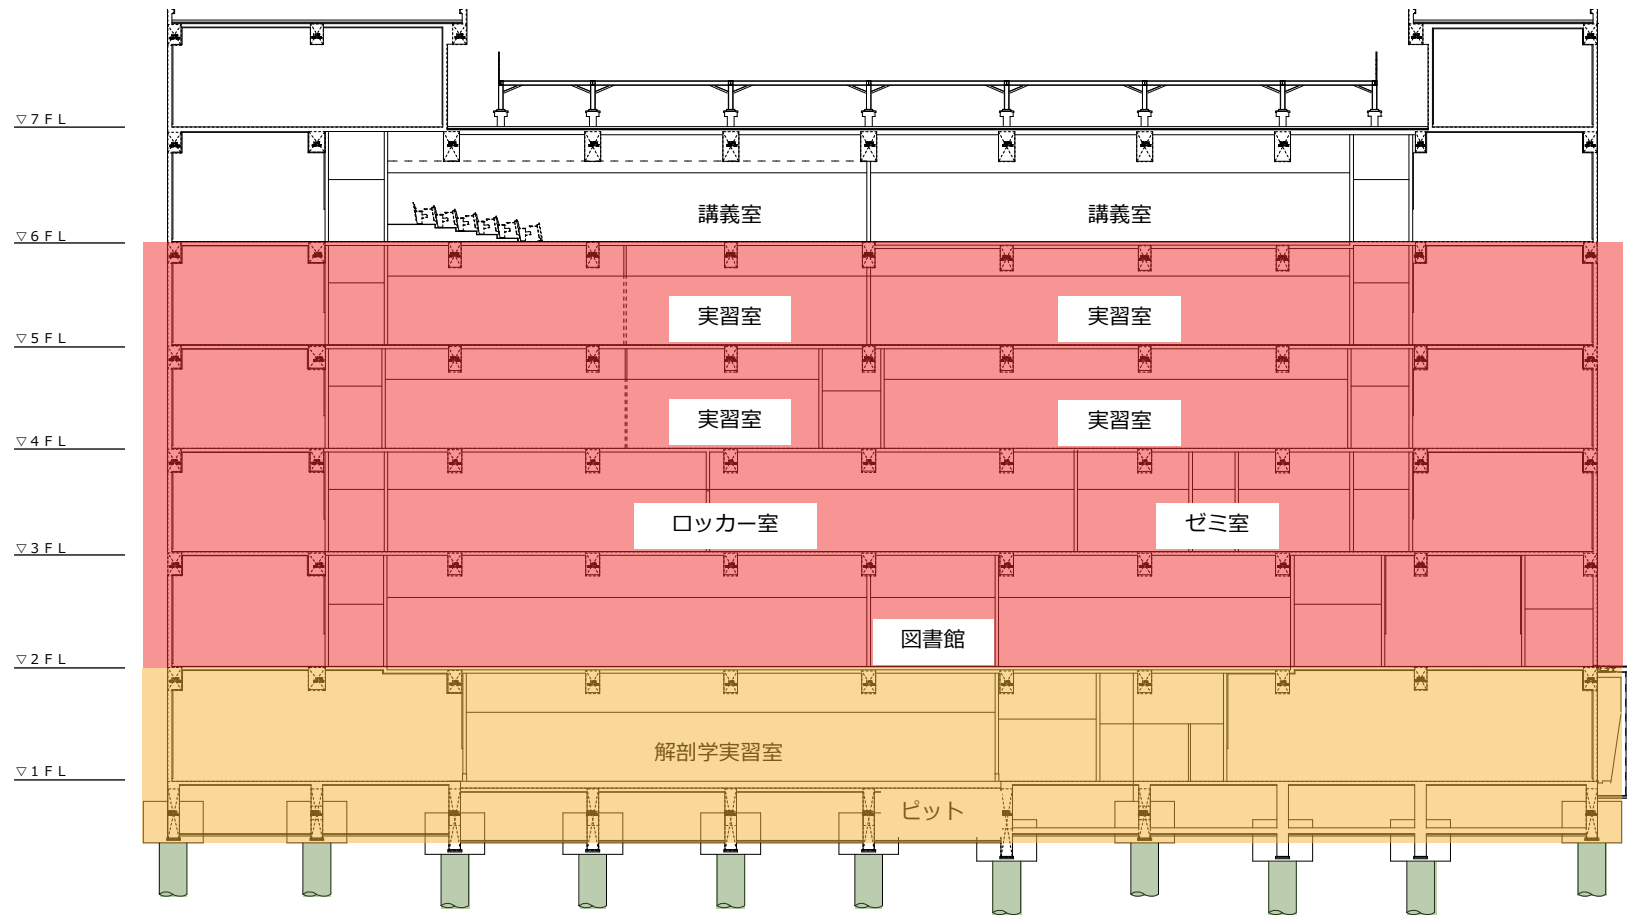 ▽7FL
講義室 講義室
▽6FL
実習室 実習室
▽5FL
実習室 実習室
▽4FL
ロッカー室 ゼミ室
▽3FL
図書館
▽2FL
解剖学実習室
▽1FL
ピット